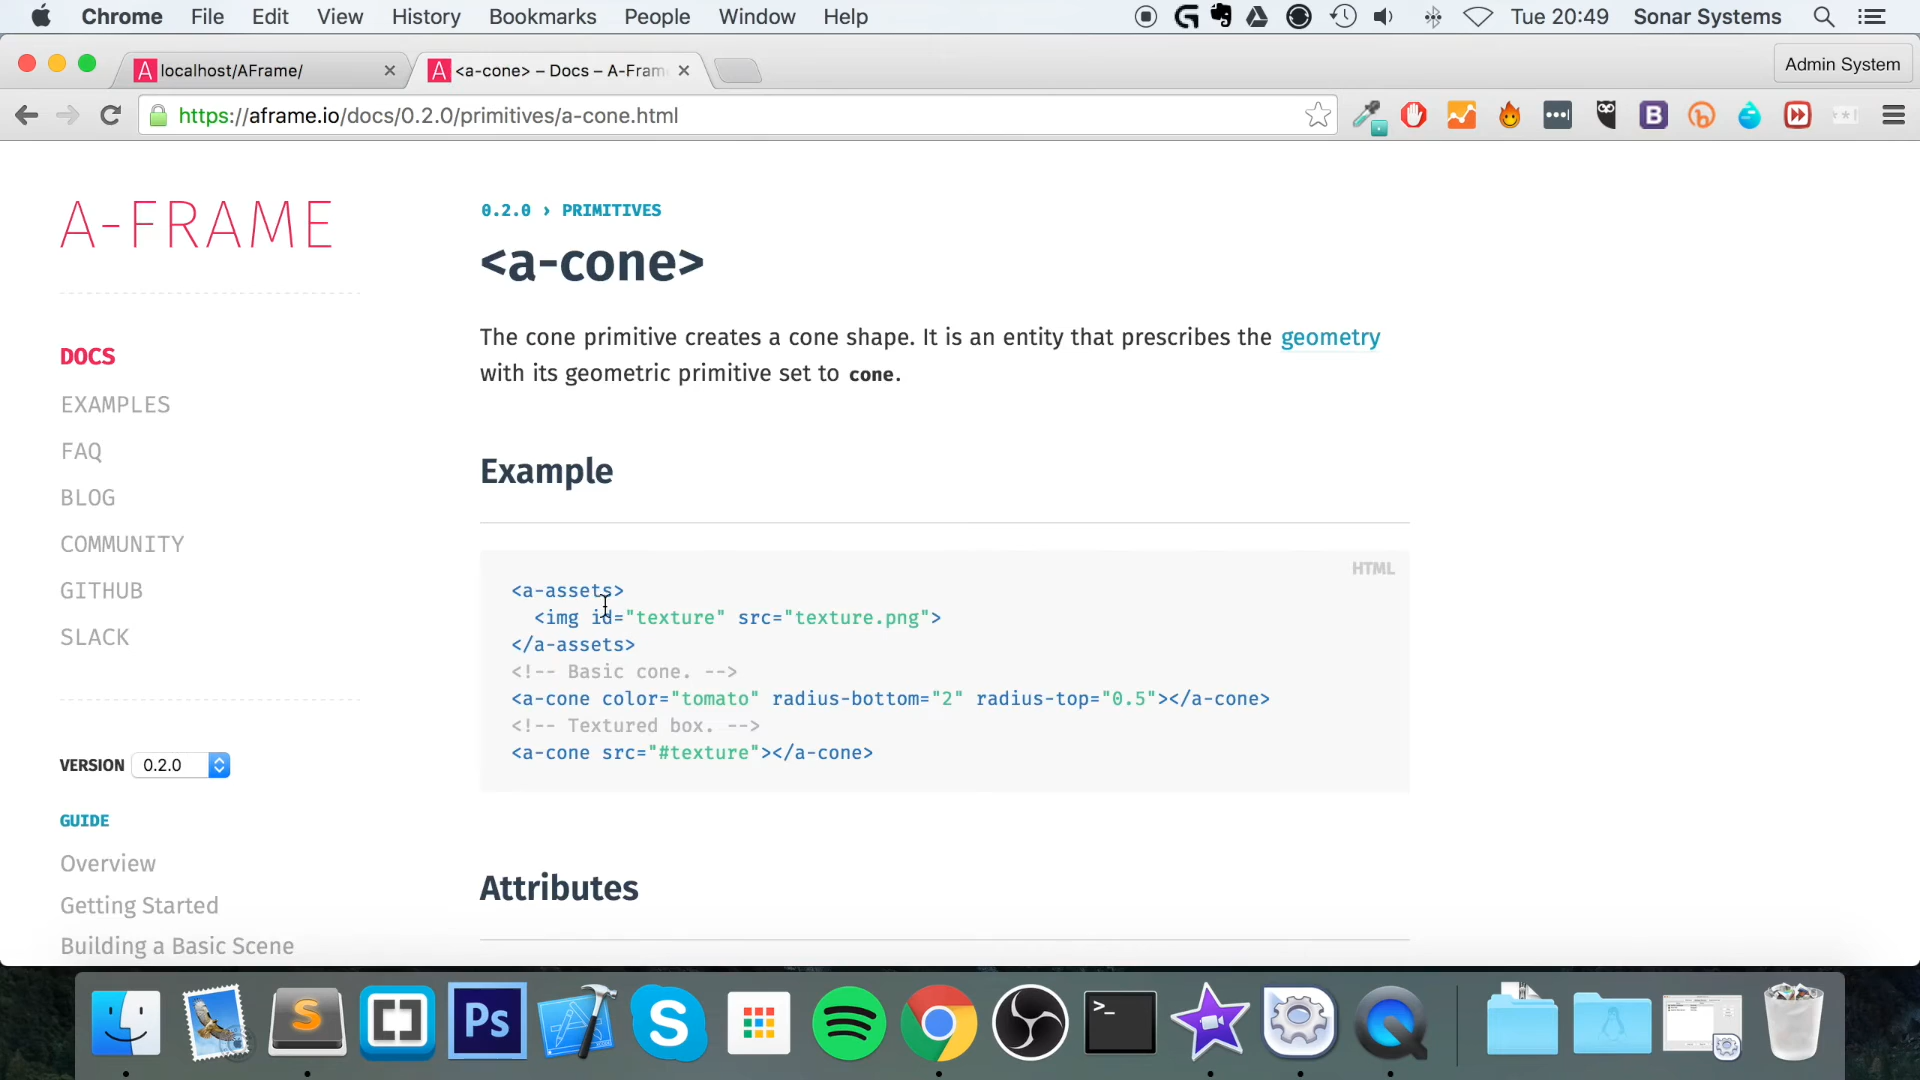 Chrome File Edit View History Bookmarks People Window Help Tue 20:49 Sonar Systems
localhost/AFrame/ <a-cone> – Docs – A-Fram Admin System
https://aframe.io/docs/0.2.0/primitives/a-cone.html
A-FRAME
DOCS
EXAMPLES
FAQ
BLOG
COMMUNITY
GITHUB
SLACK
VERSION 0.2.0
GUIDE
Overview
Getting Started
Building a Basic Scene
0.2.0 › PRIMITIVES
<a-cone>
The cone primitive creates a cone shape. It is an entity that prescribes the geometry
with its geometric primitive set to cone.
Example
HTML
<a-assets>
<img id="texture" src="texture.png">
</a-assets>
<!-- Basic cone. -->
<a-cone color="tomato" radius-bottom="2" radius-top="0.5"></a-cone>
<!-- Textured box. -->
<a-cone src="#texture"></a-cone>
Attributes